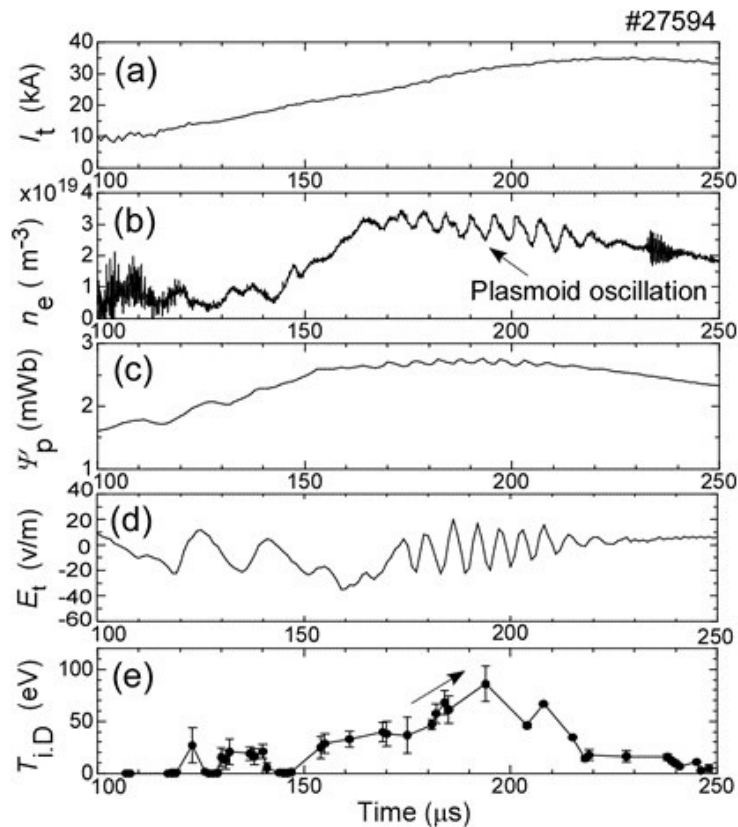 #27594
(a)
I_t (kA)
40
30
20
10
0
100 150 200 250
x10^19
(b)
n_e ( m^-3)
4
3
2
1
0
Plasmoid oscillation
100 150 200 250
(c)
Ψ_p (mWb)
3
2
1
100 150 200 250
(d)
E_t (v/m)
40
20
0
-20
-40
-60
100 150 200 250
(e)
T_i.D (eV)
100
50
0
100 150 200 250
Time (μs)